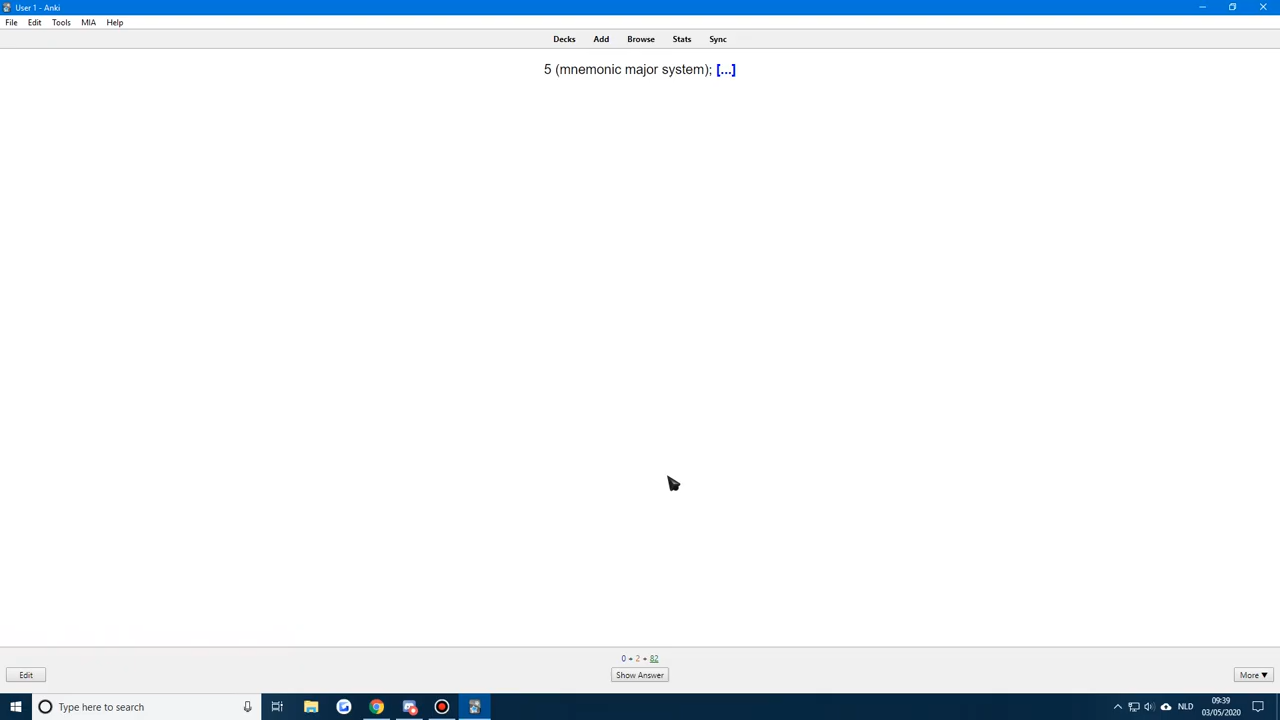 User 1 - Anki
File Edit Tools MIA Help
Decks Add Browse Stats Sync
5 (mnemonic major system); [...]
0 + 2 + 82
Edit Show Answer More ▼
Type here to search
NLD
09:39
03/05/2020